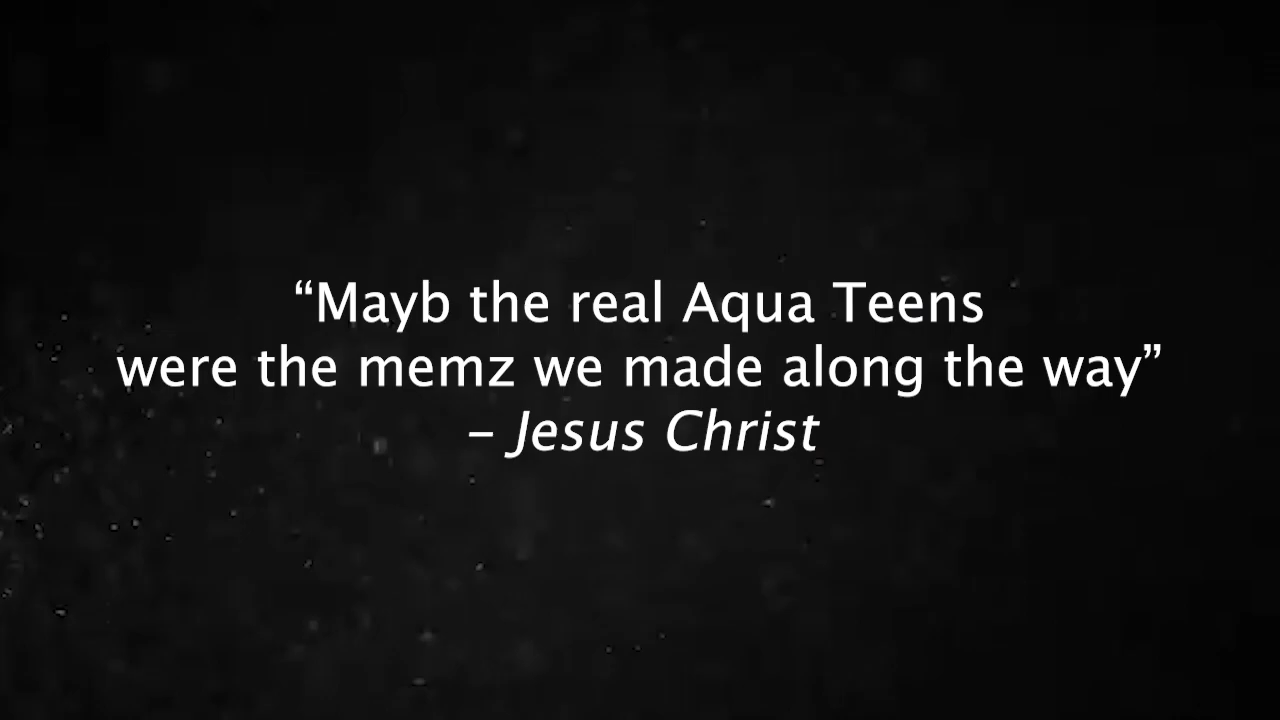 “Mayb the real Aqua Teens
were the memz we made along the way”
– Jesus Christ